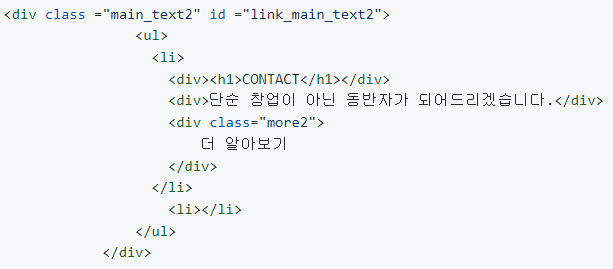 <div class ="main_text2" id ="link_main_text2">
<ul>
<li>
<div><h1>CONTACT</h1></div>
<div>단순 창업이 아닌 동반자가 되어드리겠습니다.</div>
<div class="more2">
더 알아보기
</div>
</li>
<li></li>
</ul>
</div>